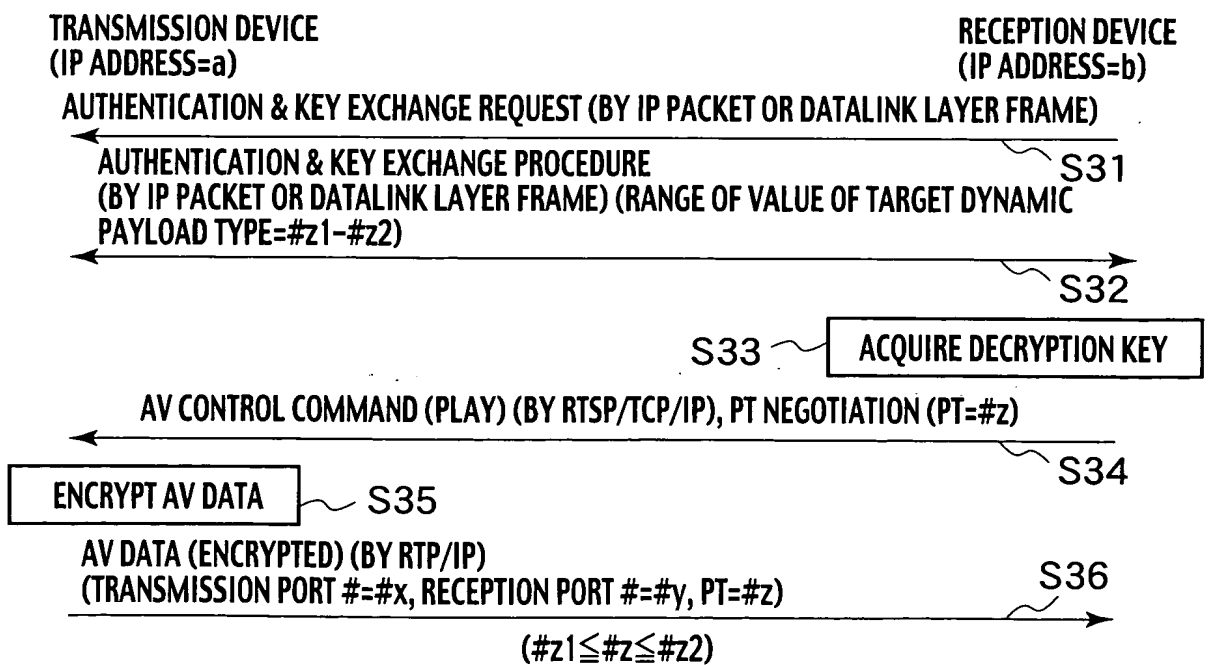 TRANSMISSION DEVICE
(IP ADDRESS=a)
RECEPTION DEVICE
(IP ADDRESS=b)
AUTHENTICATION & KEY EXCHANGE REQUEST (BY IP PACKET OR DATALINK LAYER FRAME)
S31
AUTHENTICATION & KEY EXCHANGE PROCEDURE
(BY IP PACKET OR DATALINK LAYER FRAME) (RANGE OF VALUE OF TARGET DYNAMIC
PAYLOAD TYPE=#z1-#z2)
S32
S33
ACQUIRE DECRYPTION KEY
AV CONTROL COMMAND (PLAY) (BY RTSP/TCP/IP), PT NEGOTIATION (PT=#z)
S34
ENCRYPT AV DATA
S35
AV DATA (ENCRYPTED) (BY RTP/IP)
(TRANSMISSION PORT #=#x, RECEPTION PORT #=#y, PT=#z)
S36
(#z1≦#z≦#z2)